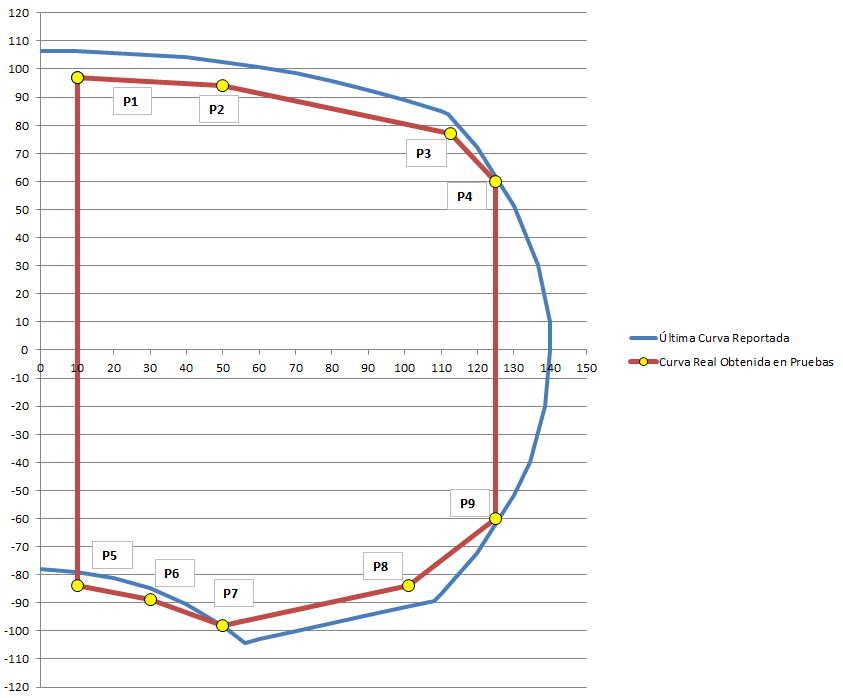 120
110
100
90
80
70
60
50
40
30
20
10
0
-10
-20
-30
-40
-50
-60
-70
-80
-90
-100
-110
-120
0 10 20 30 40 50 60 70 80 90 100 110 120 130 140 150
P1
P2
P3
P4
P5
P6
P7
P8
P9
Última Curva Reportada
Curva Real Obtenida en Pruebas